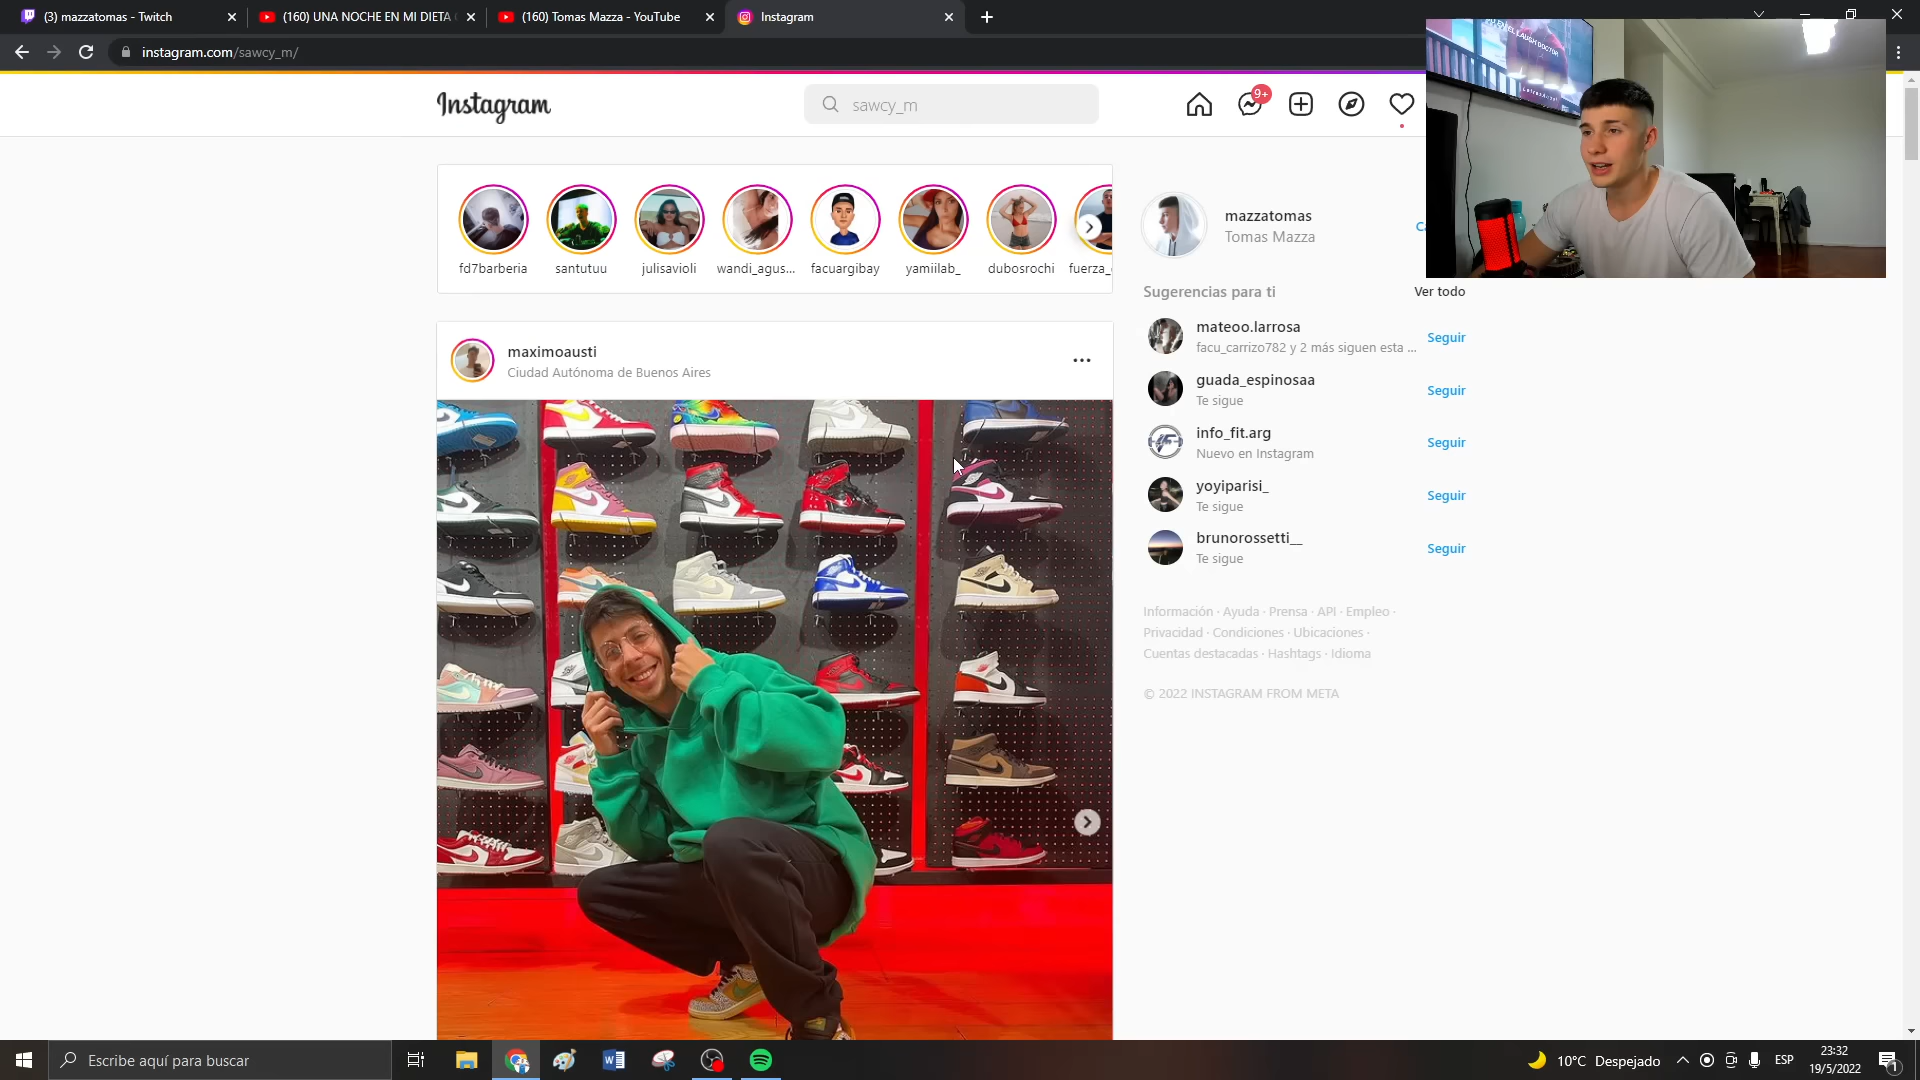 (3) mazzatomas - Twitch
(160) UNA NOCHE EN MI DIETA
(160) Tomas Mazza - YouTube
Instagram
instagram.com/sawcy_m/
Instagram
sawcy_m
9+
fd7barberia
santutuu
julisavioli
wandi_agus...
facuargibay
yamiilab_
dubosrochi
fuerza_
mazzatomas
Tomas Mazza
Sugerencias para ti
Ver todo
mateoo.larrosa
facu_carrizo782 y 2 más siguen esta ...
Seguir
guada_espinosaa
Te sigue
Seguir
info_fit.arg
Nuevo en Instagram
Seguir
yoyiparisi_
Te sigue
Seguir
brunorossetti__
Te sigue
Seguir
Información · Ayuda · Prensa · API · Empleo ·
Privacidad · Condiciones · Ubicaciones ·
Cuentas destacadas · Hashtags · Idioma
© 2022 INSTAGRAM FROM META
maximoausti
Ciudad Autónoma de Buenos Aires
Escribe aquí para buscar
10°C Despejado
ESP
23:32
19/5/2022
1